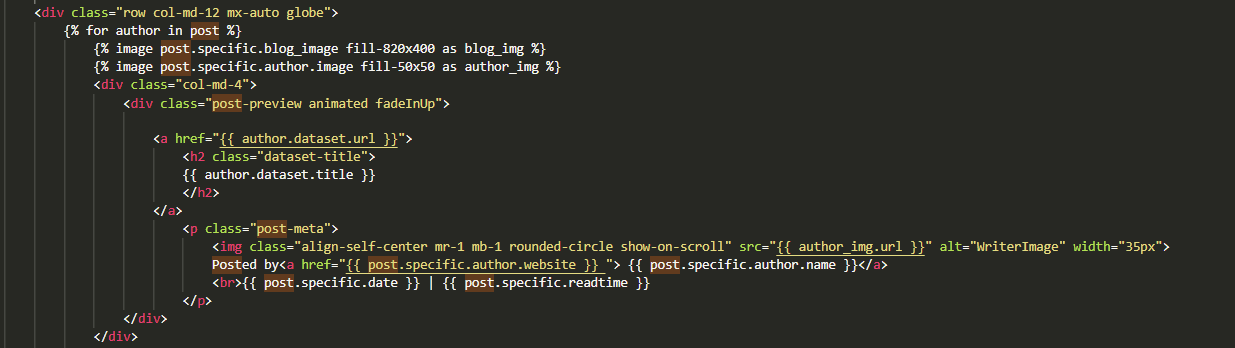 <div class="row col-md-12 mx-auto globe">
{% for author in post %}
{% image post.specific.blog_image fill-820x400 as blog_img %}
{% image post.specific.author.image fill-50x50 as author_img %}
<div class="col-md-4">
<div class="post-preview animated fadeInUp">
<a href="{{ author.dataset.url }}">
<h2 class="dataset-title">
{{ author.dataset.title }}
</h2>
</a>
<p class="post-meta">
<img class="align-self-center mr-1 mb-1 rounded-circle show-on-scroll" src="{{ author_img.url }}" alt="WriterImage" width="35px">
Posted by<a href="{{ post.specific.author.website }} "> {{ post.specific.author.name }}</a>
<br>{{ post.specific.date }} | {{ post.specific.readtime }}
</p>
</div>
</div>